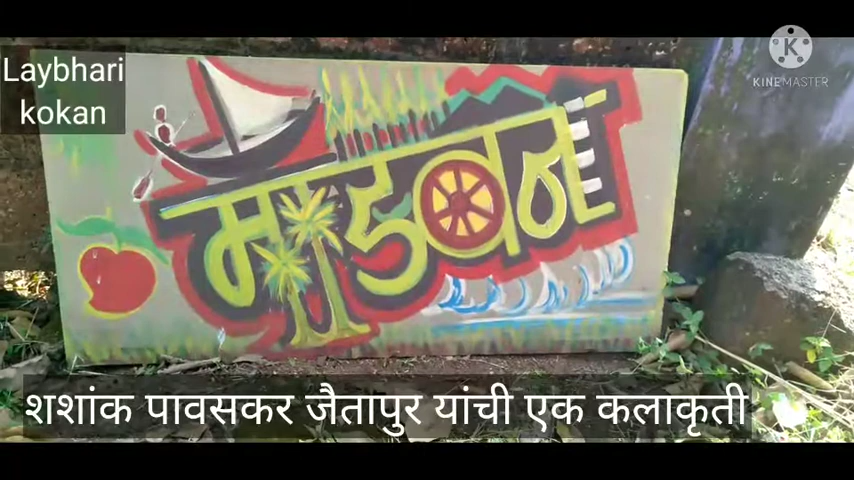 Laybhari
kokan
KINEMASTER
माडबन
शशांक पावसकर जैतापुर यांची एक कलाकृती